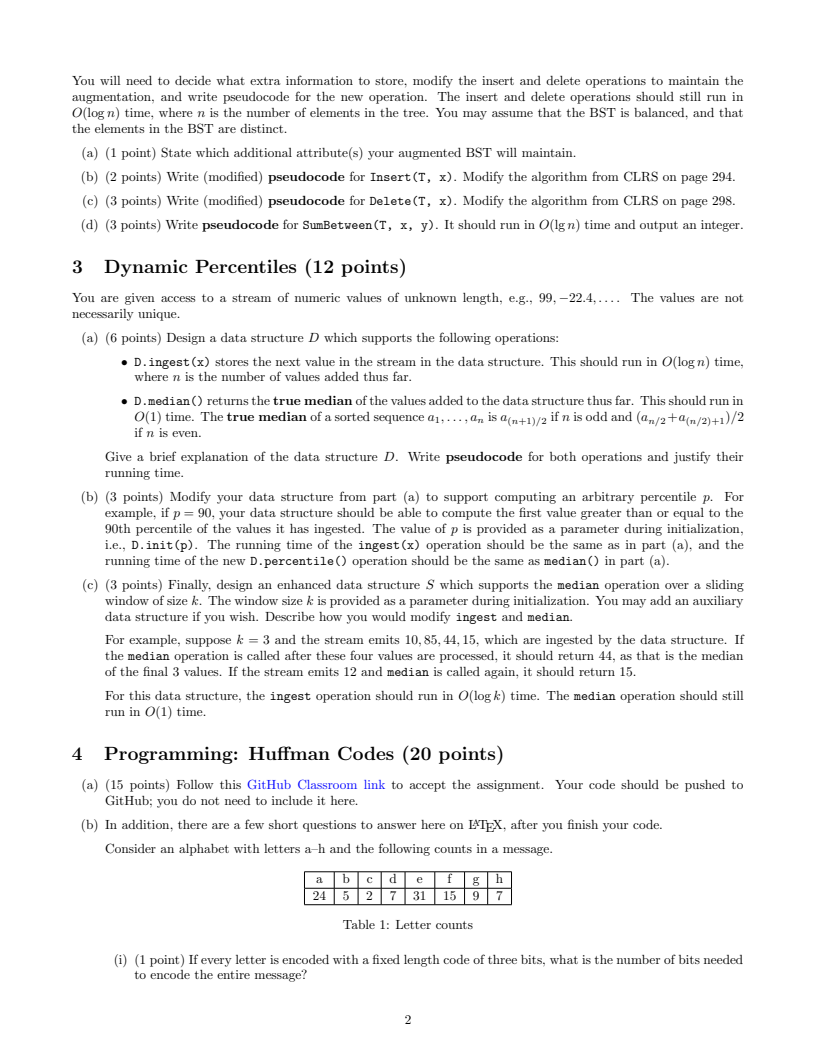 You will need to decide what extra information to store, modify the insert and delete operations to maintain the
augmentation, and write pseudocode for the new operation. The insert and delete operations should still run in
O(log n) time, where n is the number of elements in the tree. You may assume that the BST is balanced, and that
the elements in the BST are distinct.
(a) (1 point) State which additional attribute(s) your augmented BST will maintain.
(b) (2 points) Write (modified) pseudocode for Insert(T, x). Modify the algorithm from CLRS on page 294.
(c) (3 points) Write (modified) pseudocode for Delete(T, x). Modify the algorithm from CLRS on page 298.
(d) (3 points) Write pseudocode for SumBetween(T, x, y). It should run in O(lg n) time and output an integer.
3 Dynamic Percentiles (12 points)
You are given access to a stream of numeric values of unknown length, e.g., 99, −22.4, . . . . The values are not
necessarily unique.
(a) (6 points) Design a data structure D which supports the following operations:
• D.ingest(x) stores the next value in the stream in the data structure. This should run in O(log n) time,
where n is the number of values added thus far.
• D.median() returns the true median of the values added to the data structure thus far. This should run in
O(1) time. The true median of a sorted sequence a1, . . . , an is a(n+1)/2 if n is odd and (an/2+a(n/2)+1)/2
if n is even.
Give a brief explanation of the data structure D. Write pseudocode for both operations and justify their
running time.
(b) (3 points) Modify your data structure from part (a) to support computing an arbitrary percentile p. For
example, if p = 90, your data structure should be able to compute the first value greater than or equal to the
90th percentile of the values it has ingested. The value of p is provided as a parameter during initialization,
i.e., D.init(p). The running time of the ingest(x) operation should be the same as in part (a), and the
running time of the new D.percentile() operation should be the same as median() in part (a).
(c) (3 points) Finally, design an enhanced data structure S which supports the median operation over a sliding
window of size k. The window size k is provided as a parameter during initialization. You may add an auxiliary
data structure if you wish. Describe how you would modify ingest and median.
For example, suppose k = 3 and the stream emits 10, 85, 44, 15, which are ingested by the data structure. If
the median operation is called after these four values are processed, it should return 44, as that is the median
of the final 3 values. If the stream emits 12 and median is called again, it should return 15.
For this data structure, the ingest operation should run in O(log k) time. The median operation should still
run in O(1) time.
4 Programming: Huffman Codes (20 points)
(a) (15 points) Follow this GitHub Classroom link to accept the assignment. Your code should be pushed to
GitHub; you do not need to include it here.
(b) In addition, there are a few short questions to answer here on LATEX, after you finish your code.
Consider an alphabet with letters a–h and the following counts in a message.
a b c d e f g h
24 5 2 7 31 15 9 7
Table 1: Letter counts
(i) (1 point) If every letter is encoded with a fixed length code of three bits, what is the number of bits needed
to encode the entire message?
2